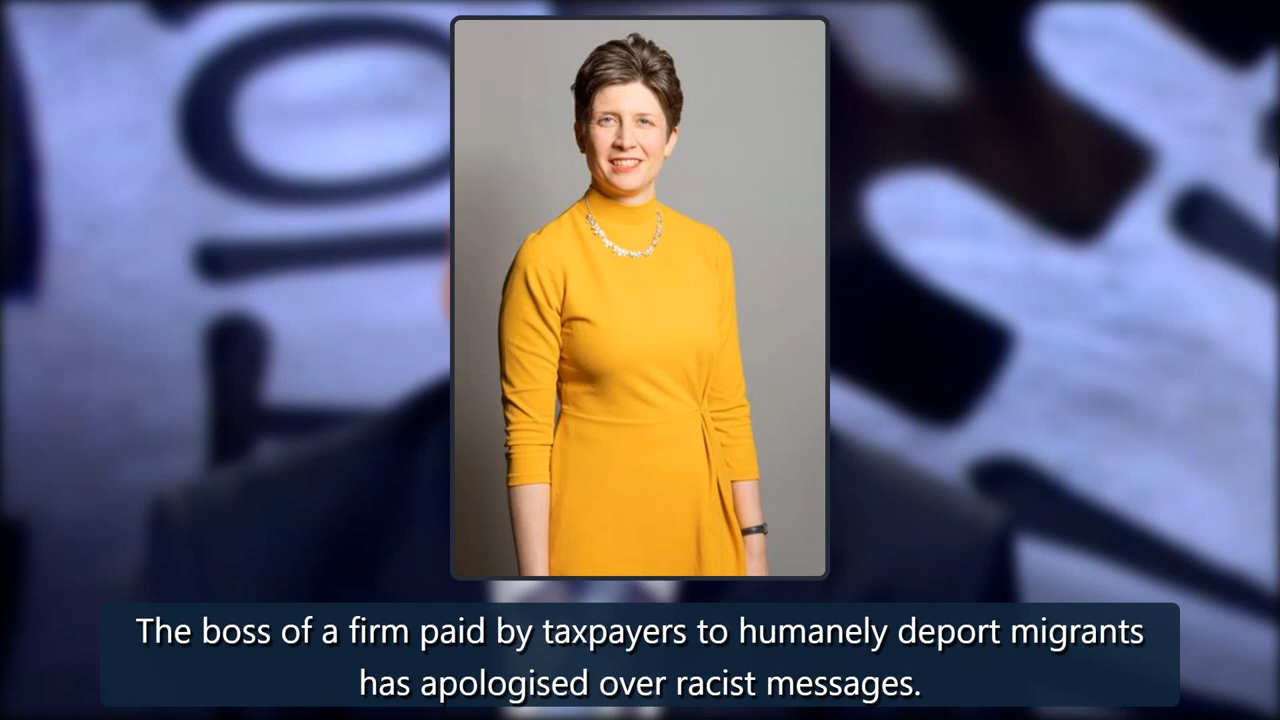 The boss of a firm paid by taxpayers to humanely deport migrants
has apologised over racist messages.